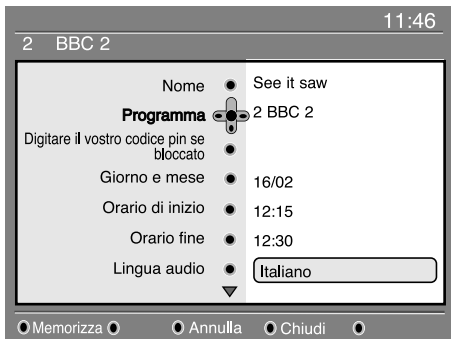 11:46
2 BBC 2
Nome See it saw
Programma 2 BBC 2
Digitare il vostro codice pin se
bloccato
Giorno e mese 16/02
Orario di inizio 12:15
Orario fine 12:30
Lingua audio Italiano
Memorizza Annulla Chiudi